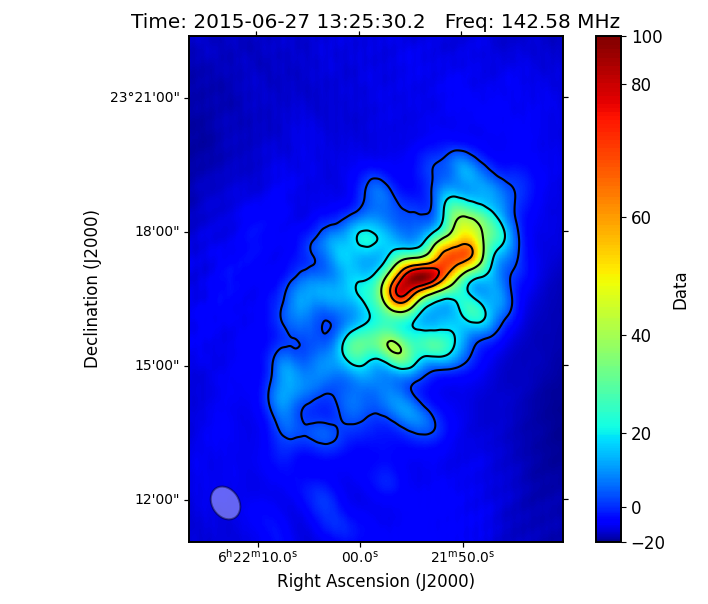 Time: 2015-06-27 13:25:30.2   Freq: 142.58 MHz
23°21'00"
18'00"
15'00"
12'00"
Declination (J2000)
6ʰ22ᵐ10.0ˢ 00.0ˢ 21ᵐ50.0ˢ
Right Ascension (J2000)
100
80
60
40
20
0
−20
Data